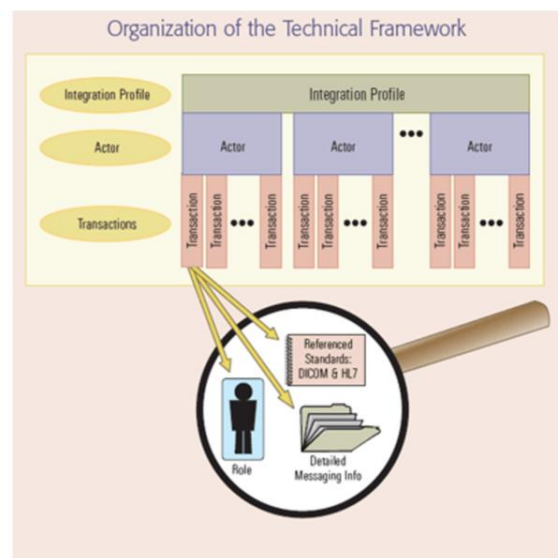 Organization of the Technical Framework
Integration Profile
Integration Profile
Actor
Actor
Actor
•••
Actor
Transactions
Transaction
Transaction
•••
Transaction
Transaction
Transaction
•••
Transaction
Transaction
Transaction
•••
Transaction
Referenced
Standards:
DICOM & HL7
Role
Detailed
Messaging Info